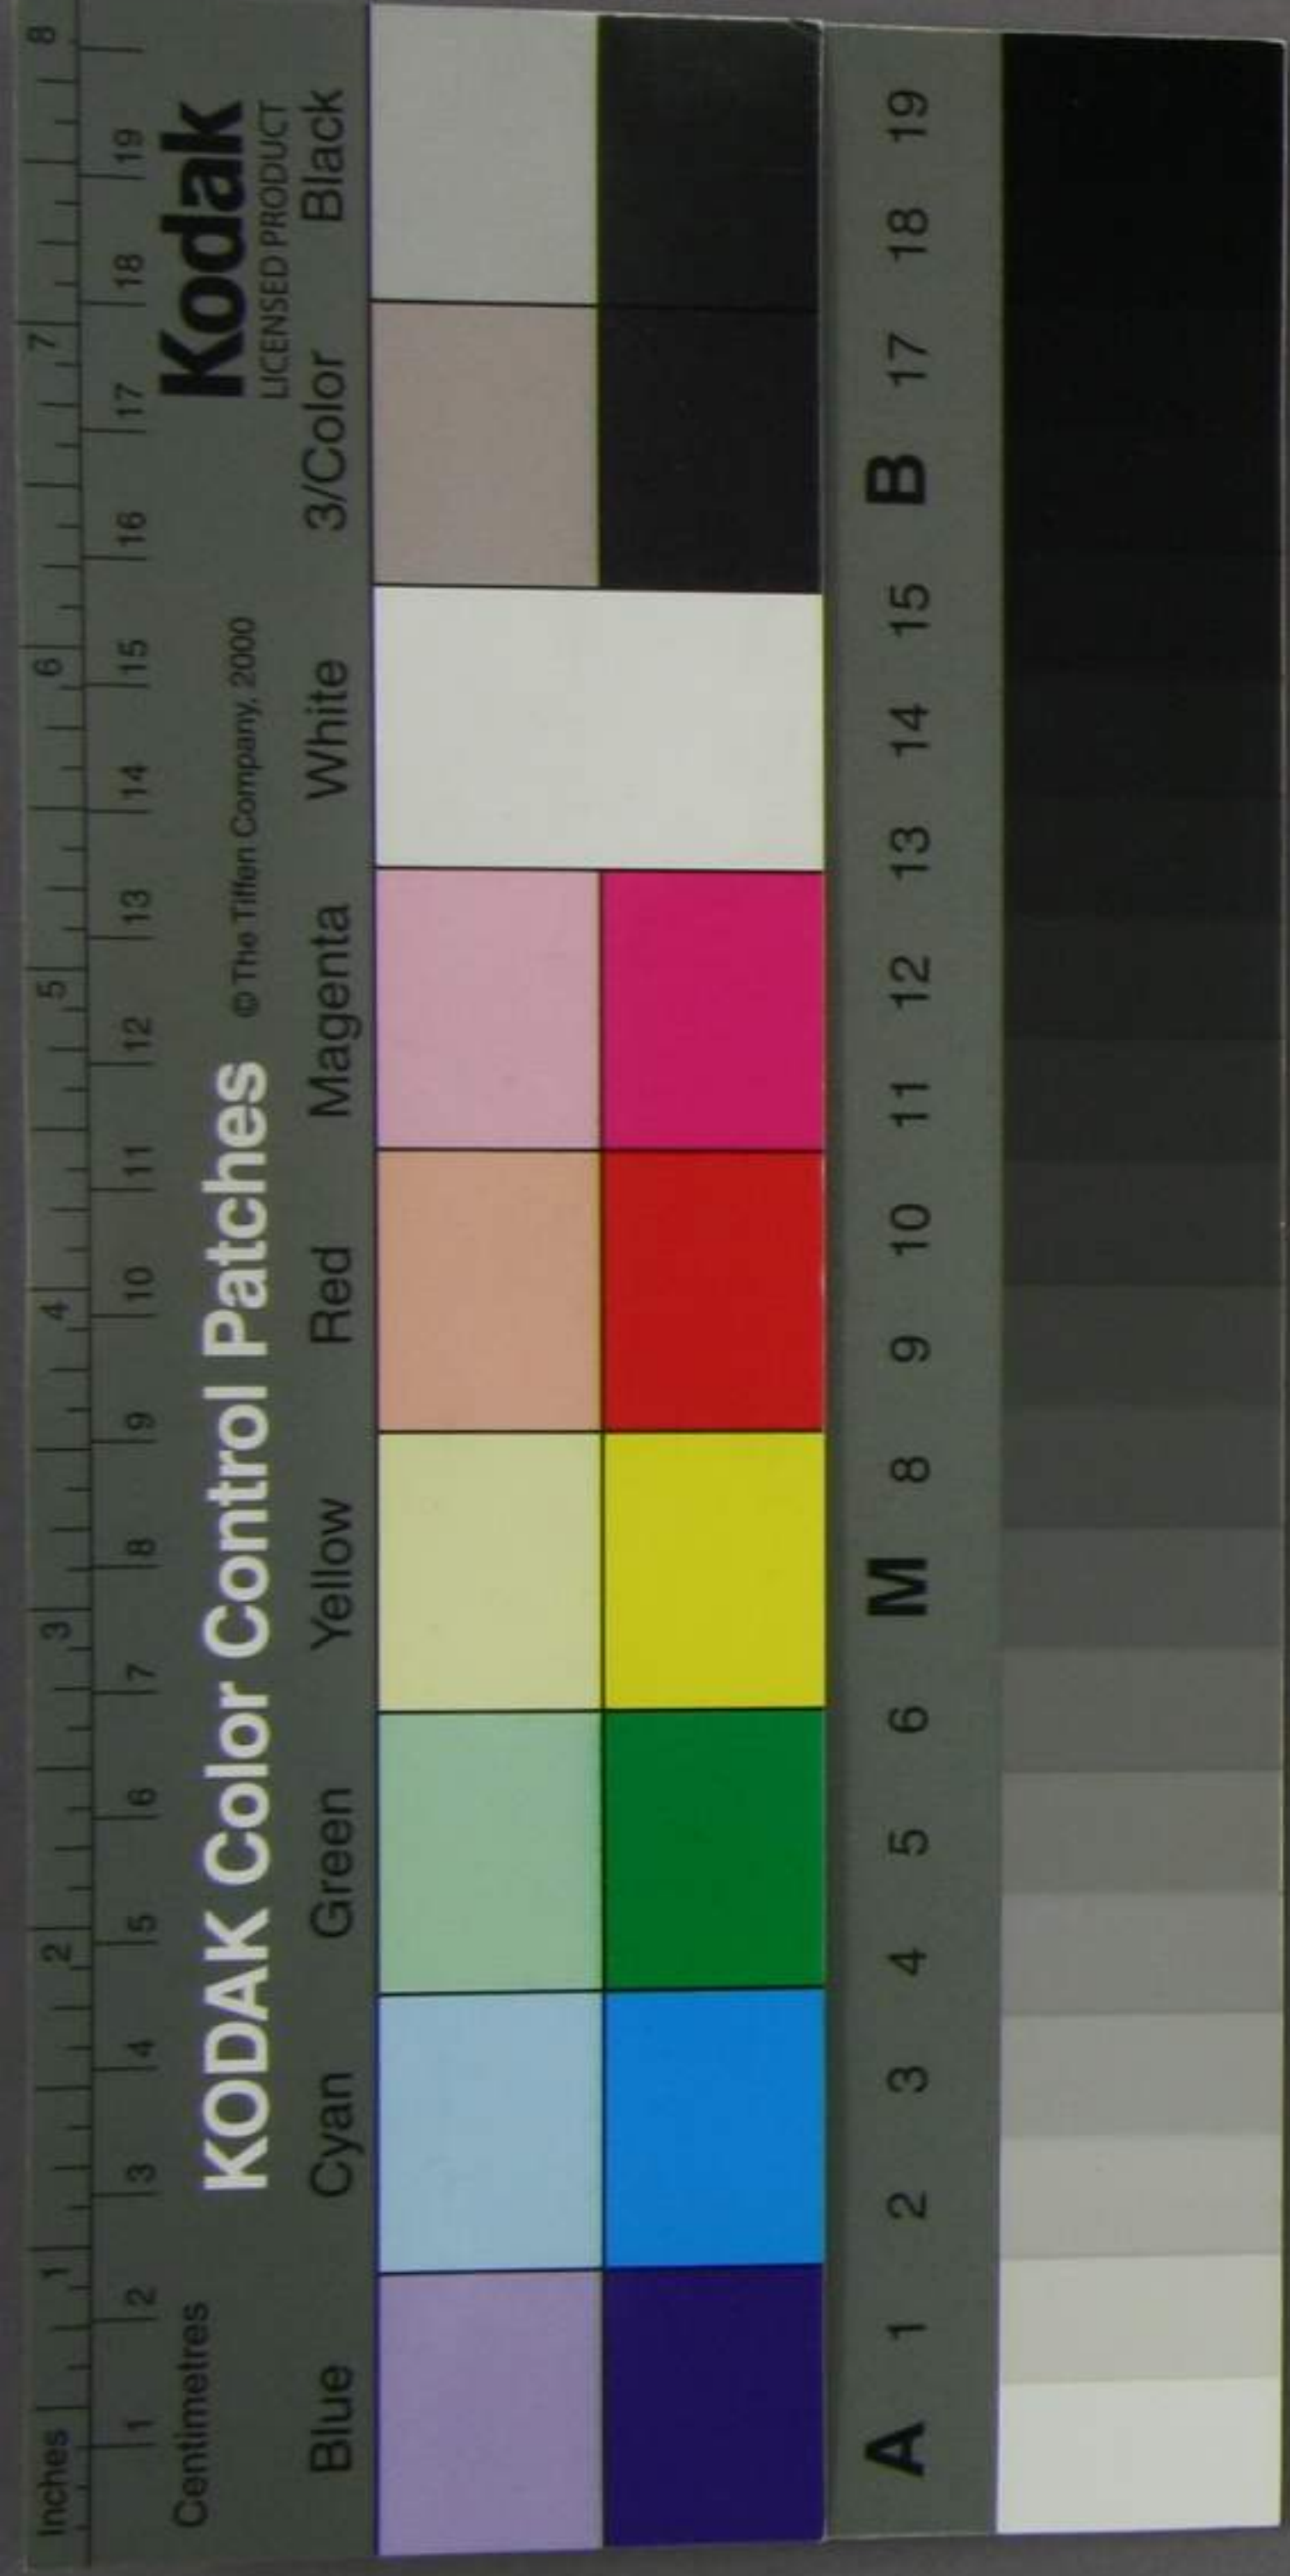 Inches 1 2 3 4 5 6 7 8
1 2 3 4 5 6 7 8 9 10 11 12 13 14 15 16 17 18 19
Centimetres
KODAK Color Control Patches © The Tiffen Company, 2000
Kodak
LICENSED PRODUCT
Blue Cyan Green Yellow Red Magenta White 3/Color Black
A 1 2 3 4 5 6 M 8 9 10 11 12 13 14 15 B 17 18 19